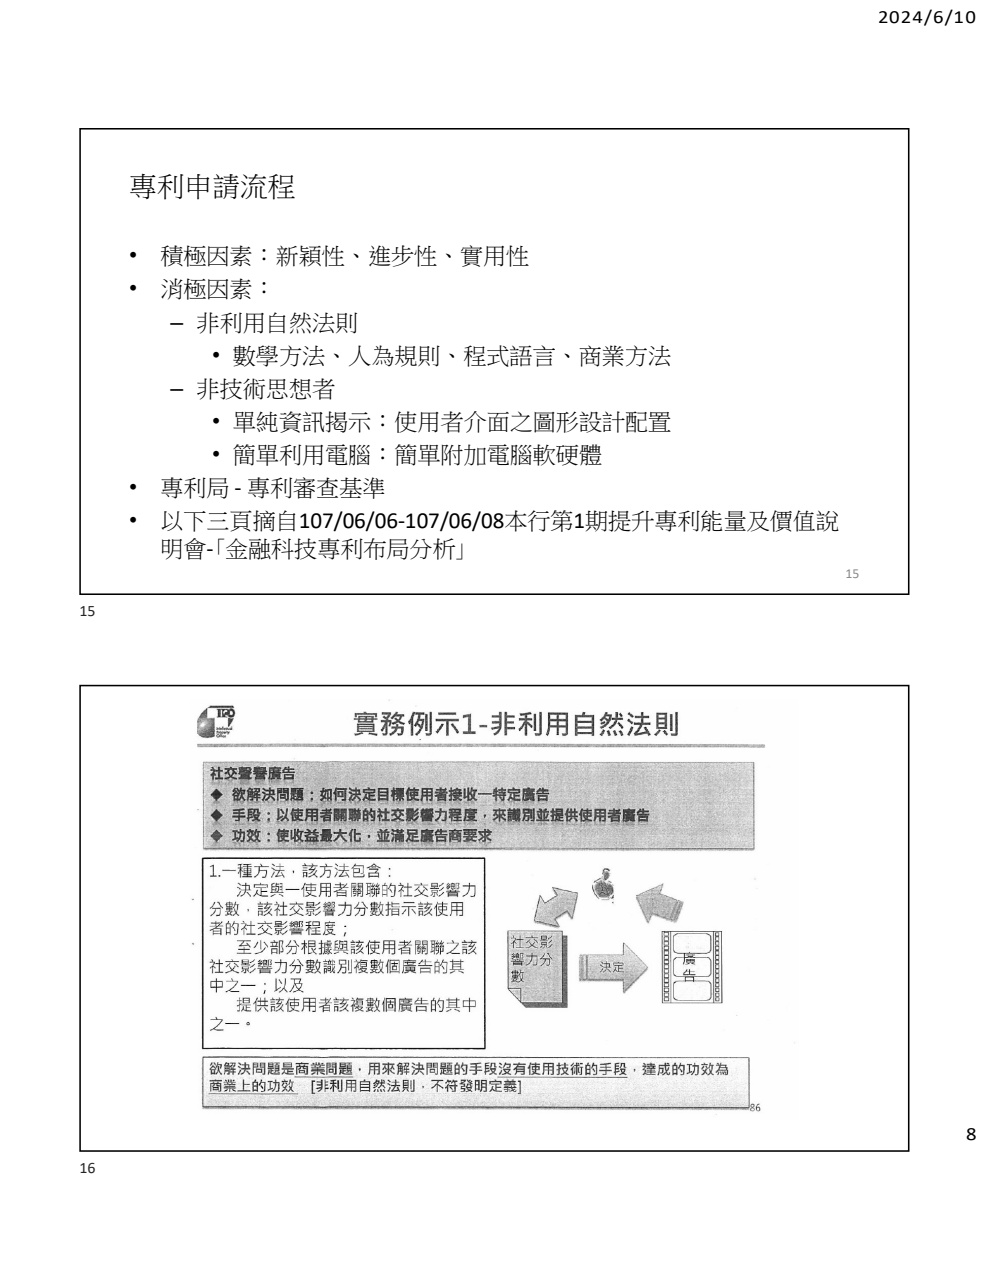 2024/6/10
專利申請流程
• 積極因素：新穎性、進步性、實用性
• 消極因素：
– 非利用自然法則
• 數學方法、人為規則、程式語言、商業方法
– 非技術思想者
• 單純資訊揭示：使用者介面之圖形設計配置
• 簡單利用電腦：簡單附加電腦軟硬體
• 專利局 - 專利審查基準
• 以下三頁摘自107/06/06-107/06/08本行第1期提升專利能量及價值說
明會-「金融科技專利布局分析」
15
15
TIPO
實務例示1-非利用自然法則
社交聲譽廣告
◆ 欲解決問題：如何決定目標使用者接收一特定廣告
◆ 手段：以使用者關聯的社交影響力程度，來識別並提供使用者廣告
◆ 功效：使收益最大化，並滿足廣告商要求
1.一種方法，該方法包含：
決定與一使用者關聯的社交影響力
分數，該社交影響力分數指示該使用
者的社交影響程度；
至少部分根據與該使用者關聯之該
社交影響力分數識別複數個廣告的其
中之一；以及
提供該使用者該複數個廣告的其中
之一。
社交影
響力分
數
決定
廣
告
欲解決問題是商業問題，用來解決問題的手段沒有使用技術的手段，達成的功效為
商業上的功效 [非利用自然法則，不符發明定義]
86
8
16